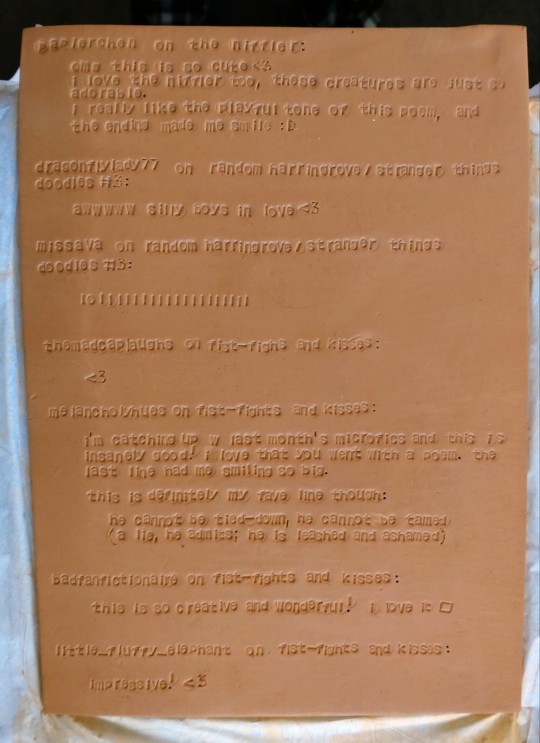 papierchen on the niffler:
omg this is so cute <3
i love the niffler too, these creatures are just so
adorable.
i really like the playful tone of this poem, and
the ending made me smile :D
dragonflylady77 on random harringrove/stranger things
doodles #3:
awwwww silly boys in love <3
missava on random harringrove/stranger things
doodles #3:
lollllllllllllllllllll
themadcaplaughs on fist-fighs and kisses:
<3
melancholyhues on fist-fights and kisses:
i'm catching up w last month's microfics and this is
insanely good! i love that you went with a poem. the
last line had me smiling so big.
this is definitely my fave line though:
he cannot be tied-down, he cannot be tamed
(a lie, he admits; he is leashed and ashamed)
badfanfictionaire on fist-fights and kisses:
this is so creative and wonderful! i love it □
little_fluffy_elephant on fist-fights and kisses:
impressive! <3